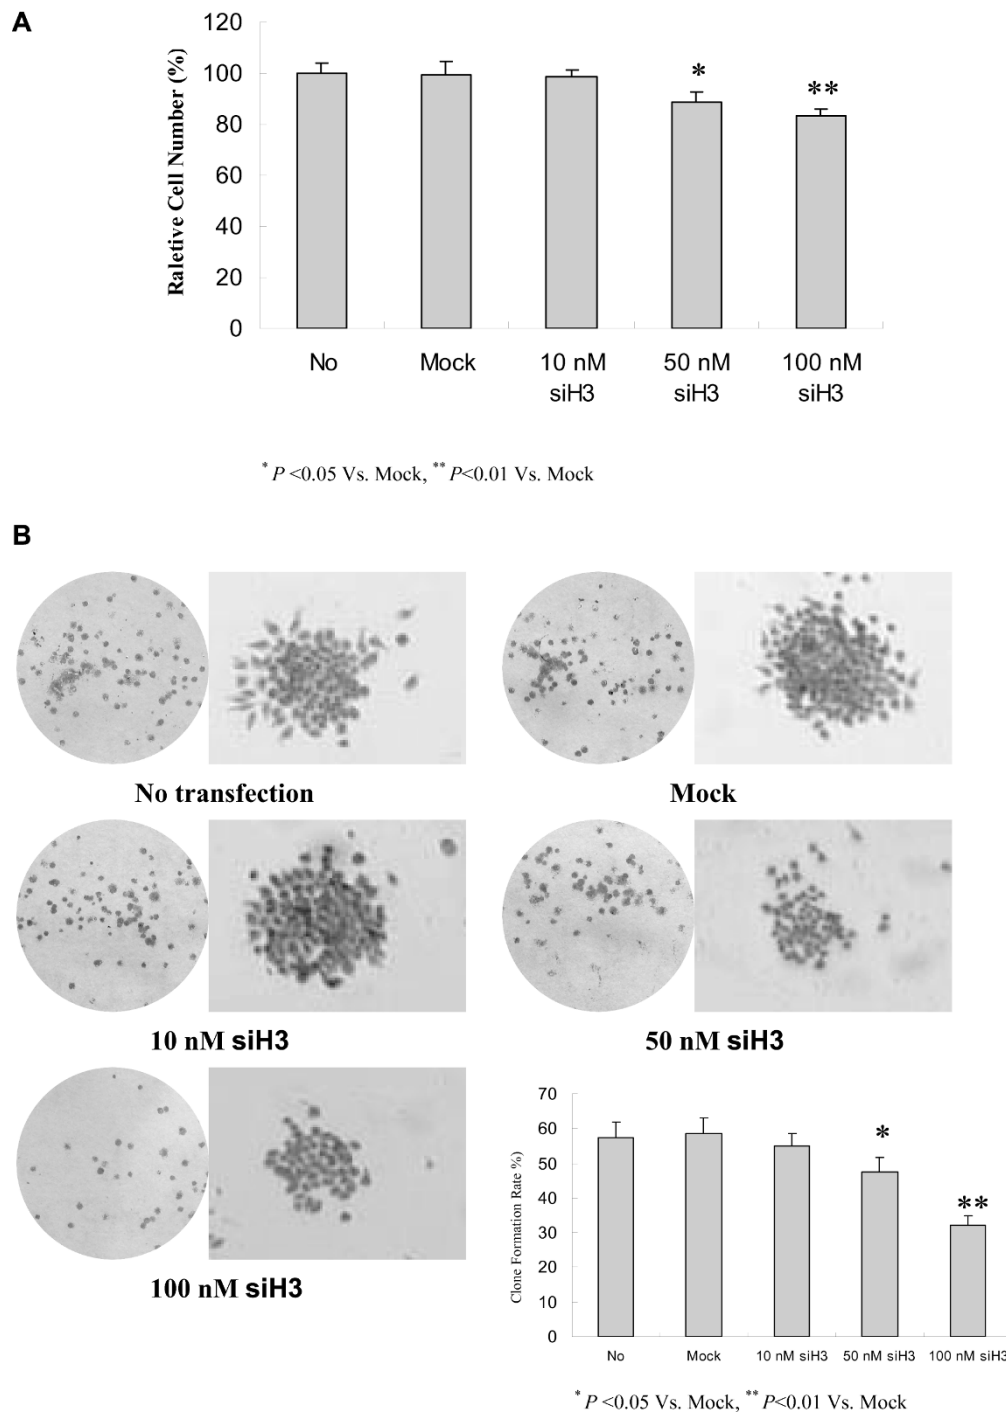 A
Raletive Cell Number (%)
120
100
80
60
40
20
0
*
**
No
Mock
10 nM
siH3
50 nM
siH3
100 nM
siH3
* P <0.05 Vs. Mock, ** P<0.01 Vs. Mock
B
No transfection
Mock
10 nM siH3
50 nM siH3
100 nM siH3
Clone Formation Rate %)
70
60
50
40
30
20
10
0
*
**
No
Mock
10 nM siH3
50 nM siH3
100 nM siH3
* P <0.05 Vs. Mock, ** P<0.01 Vs. Mock